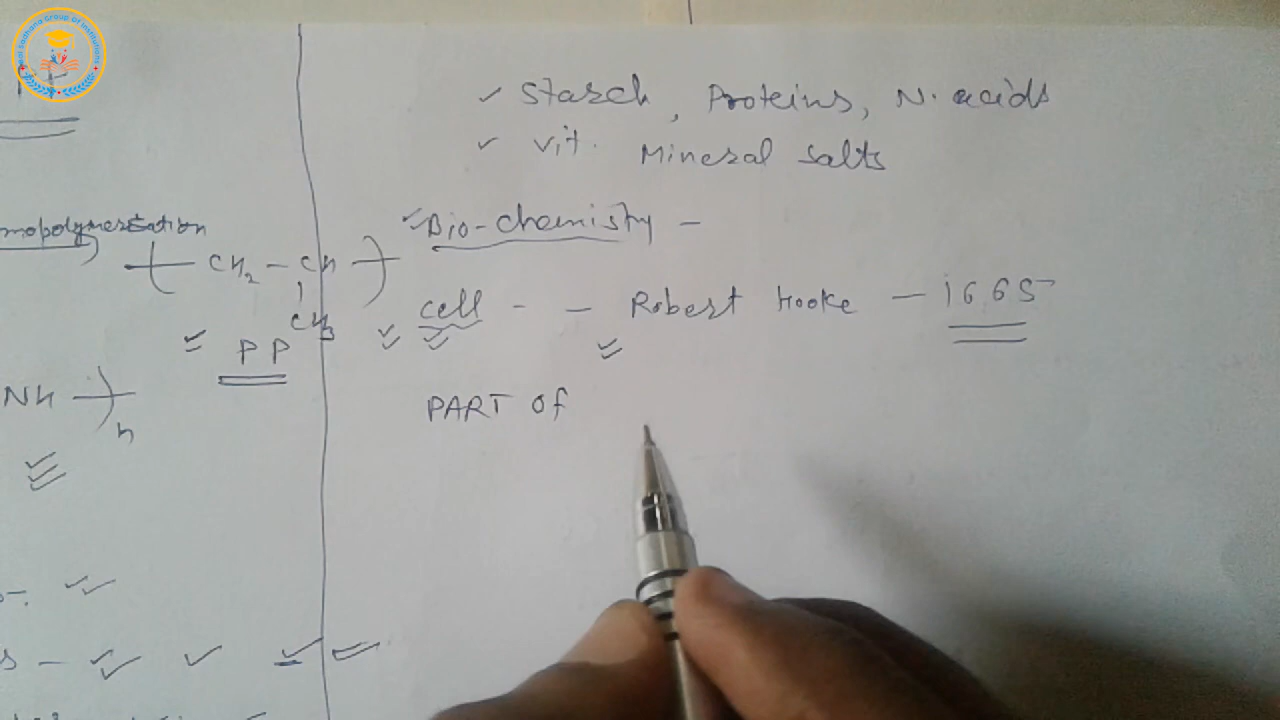 Starch, Proteins, N. acids
Vit. Mineral salts
mopolymerisation
Bio-chemistry -
CH2 - CH
CH3
cell - - Robert Hooke - 1665
PP
NH
n
PART Of